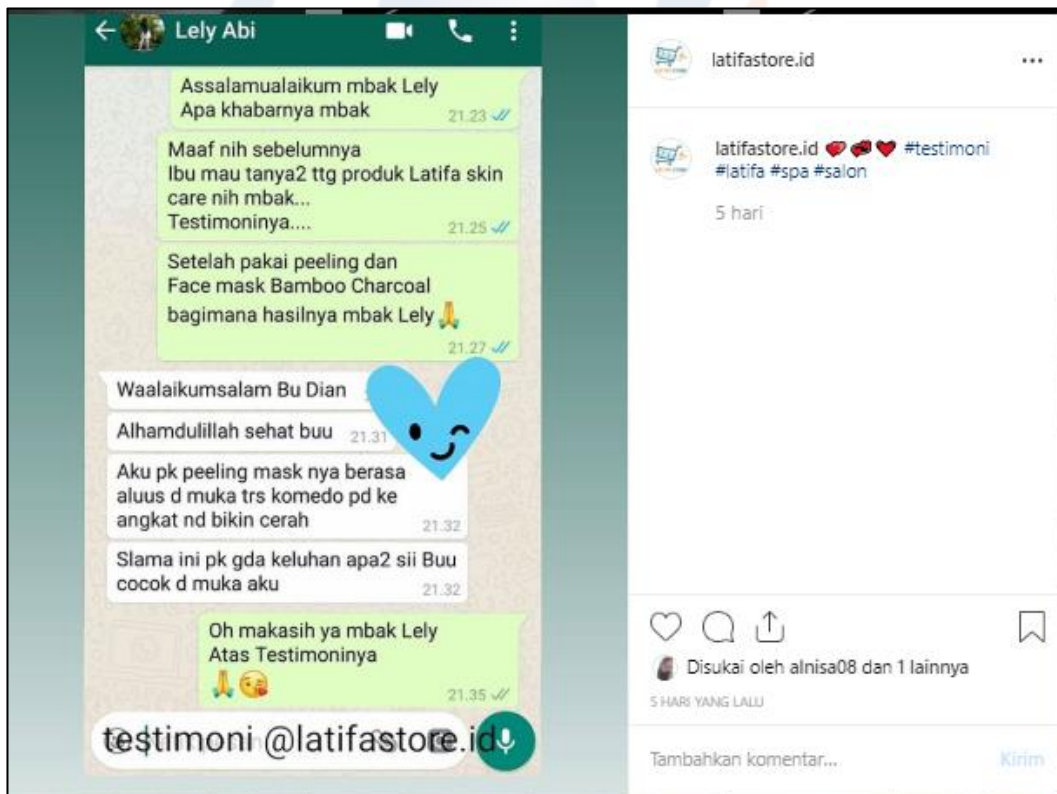 Lely Abi
Assalamualaikum mbak Lely
Apa khabarnya mbak
21.23
Maaf nih sebelumnya
Ibu mau tanya2 ttg produk Latifa skin
care nih mbak...
Testimoninya....
21.25
Setelah pakai peeling dan
Face mask Bamboo Charcoal
bagimana hasilnya mbak Lely🙏
21.27
Waalaikumsalam Bu Dian
Alhamdulillah sehat buu
21.31
Aku pk peeling mask nya berasa
aluus d muka trs komedo pd ke
angkat nd bikin cerah
21.32
Slama ini pk gda keluhan apa2 sii Buu
cocok d muka aku
21.32
Oh makasih ya mbak Lely
Atas Testimoninya
🙏😘
21.35
testimoni @latifastore.id
latifastore.id
latifastore.id #testimoni
#latifa #spa #salon
5 hari
Disukai oleh alnisa08 dan 1 lainnya
5 HARI YANG LALU
Tambahkan komentar...
Kirim